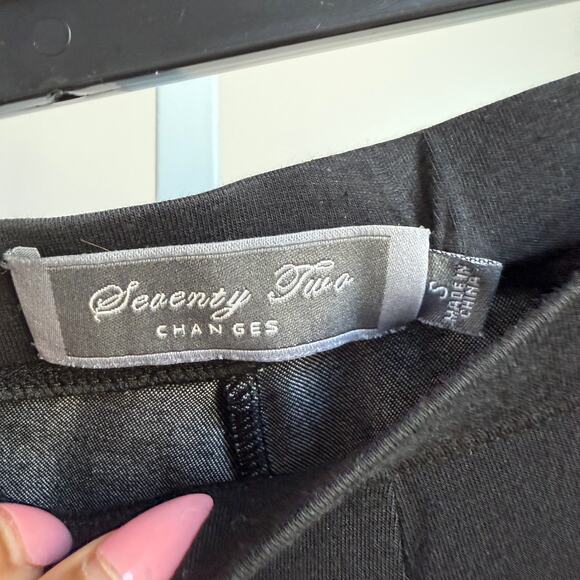 Seventy Two
CHANGES
S
MADE IN
CHINA